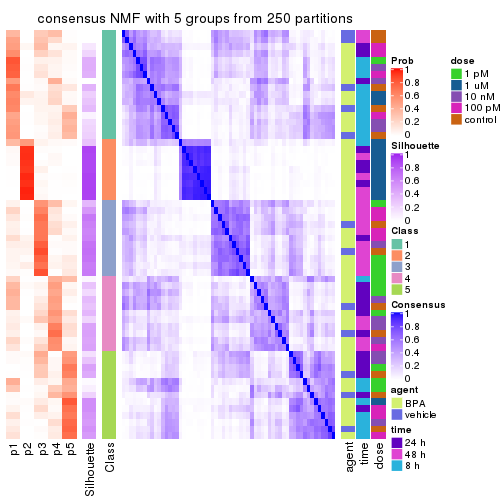 consensus NMF with 5 groups from 250 partitions
p1
p2
p3
p4
p5
Silhouette
Class
agent
time
dose
Prob
1
0.8
0.6
0.4
0.2
0
Silhouette
1
0.8
0.6
0.4
0.2
0
Class
1
2
3
4
5
Consensus
1
0.8
0.6
0.4
0.2
0
agent
BPA
vehicle
time
24 h
48 h
8 h
dose
1 pM
1 uM
10 nM
100 pM
control